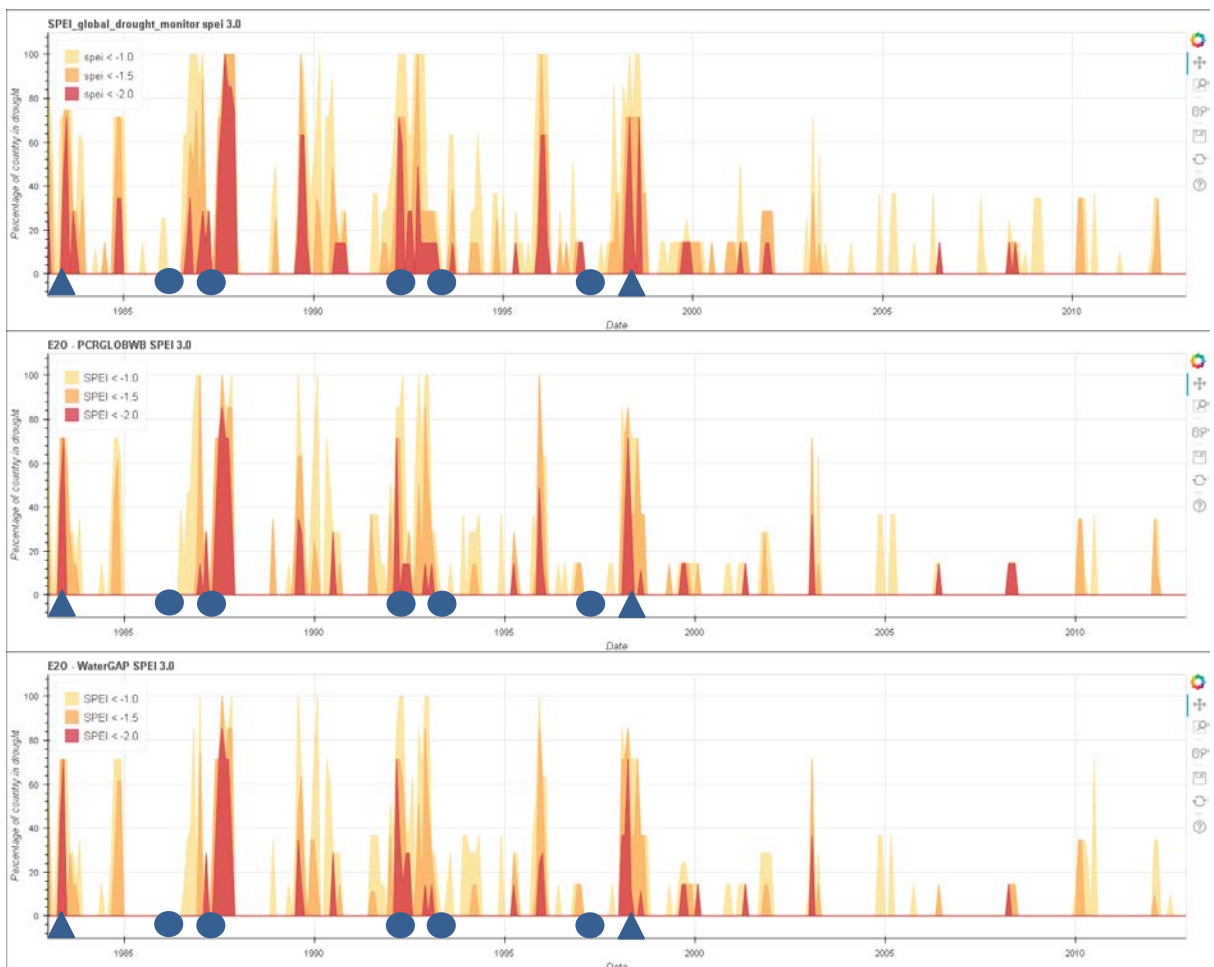 SPEI_global_drought_monitor spei 3.0
spei < -1.0
spei < -1.5
spei < -2.0
Percentage of country in drought
100
80
60
40
20
0
1985 1990 1995 2000 2005 2010
Date
E2O - PCRGLOBWB SPEI 3.0
SPEI < -1.0
SPEI < -1.5
SPEI < -2.0
Percentage of country in drought
100
80
60
40
20
0
1985 1990 1995 2000 2005 2010
Date
E2O - WaterGAP SPEI 3.0
SPEI < -1.0
SPEI < -1.5
SPEI < -2.0
Percentage of country in drought
100
80
60
40
20
0
1985 1990 1995 2000 2005 2010
Date